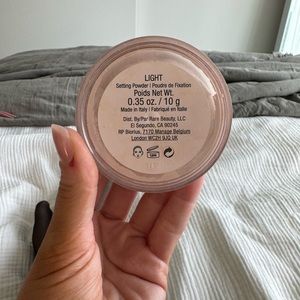 LIGHT
Setting Powder | Poudre de Fixation
Poids Net Wt.
0.35 oz. / 10 g
Made in Italy | Fabriqué en Italie
Dist. By/Par Rare Beauty, LLC
El Segundo, CA 90245
RP Biorius, 7170 Manage Belgium
London WC2H 9JQ UK